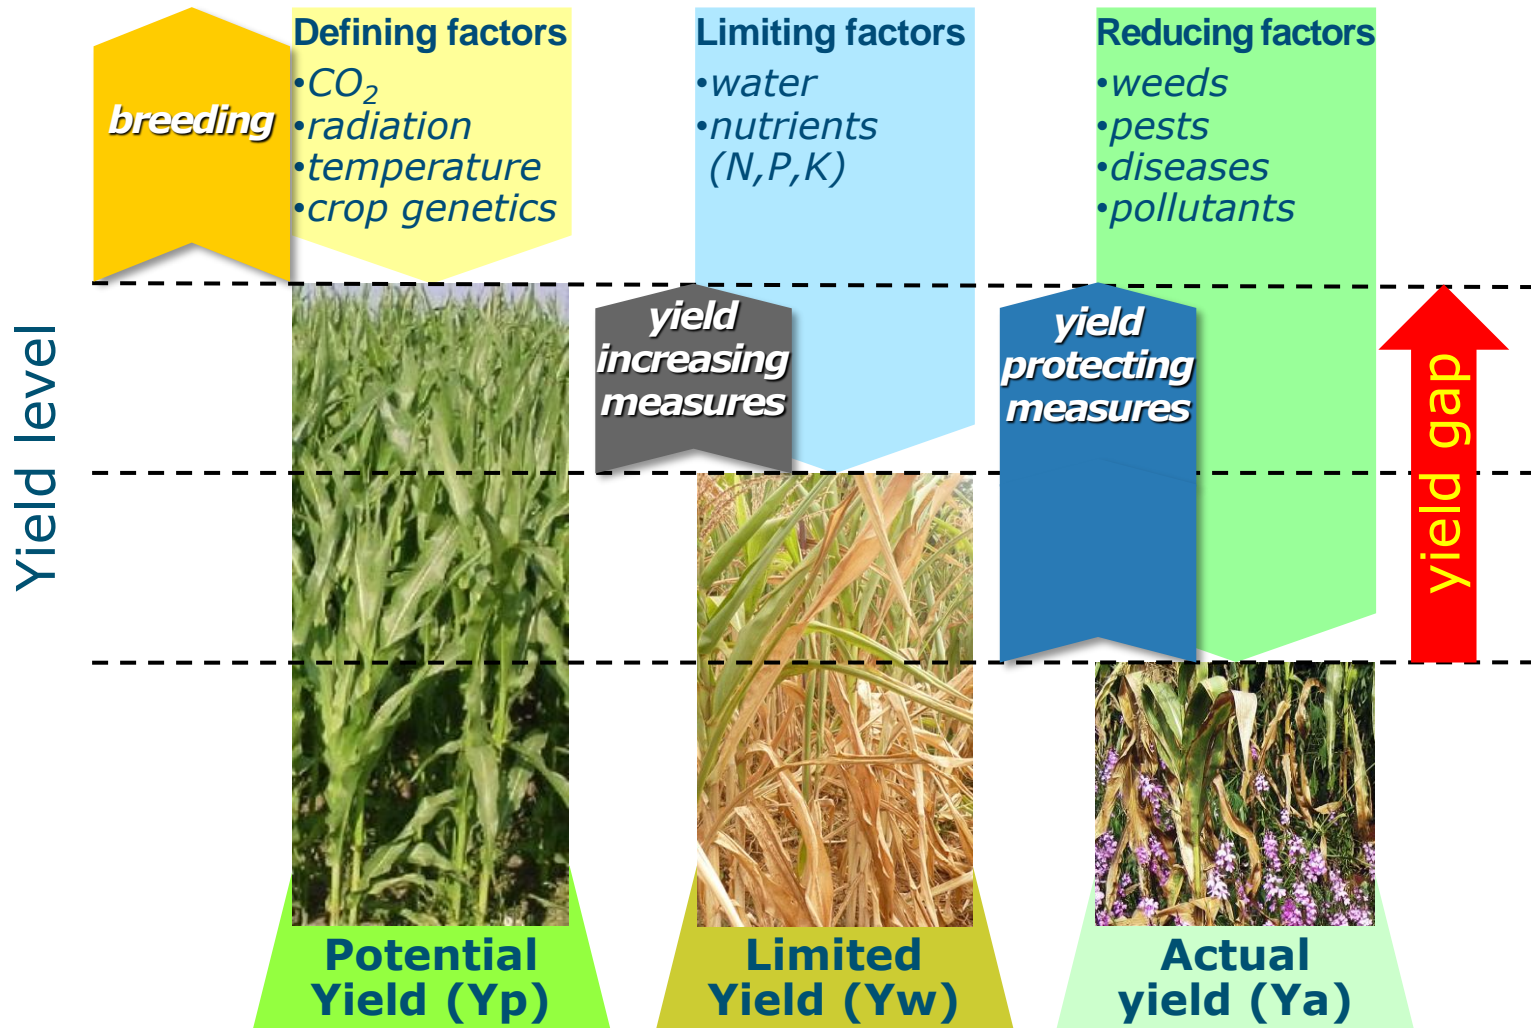 Defining factors
•CO2
•radiation
•temperature
•crop genetics
breeding
Limiting factors
•water
•nutrients
(N,P,K)
Reducing factors
•weeds
•pests
•diseases
•pollutants
Yield level
yield
increasing
measures
yield
protecting
measures
yield gap
Potential
Yield (Yp)
Limited
Yield (Yw)
Actual
yield (Ya)